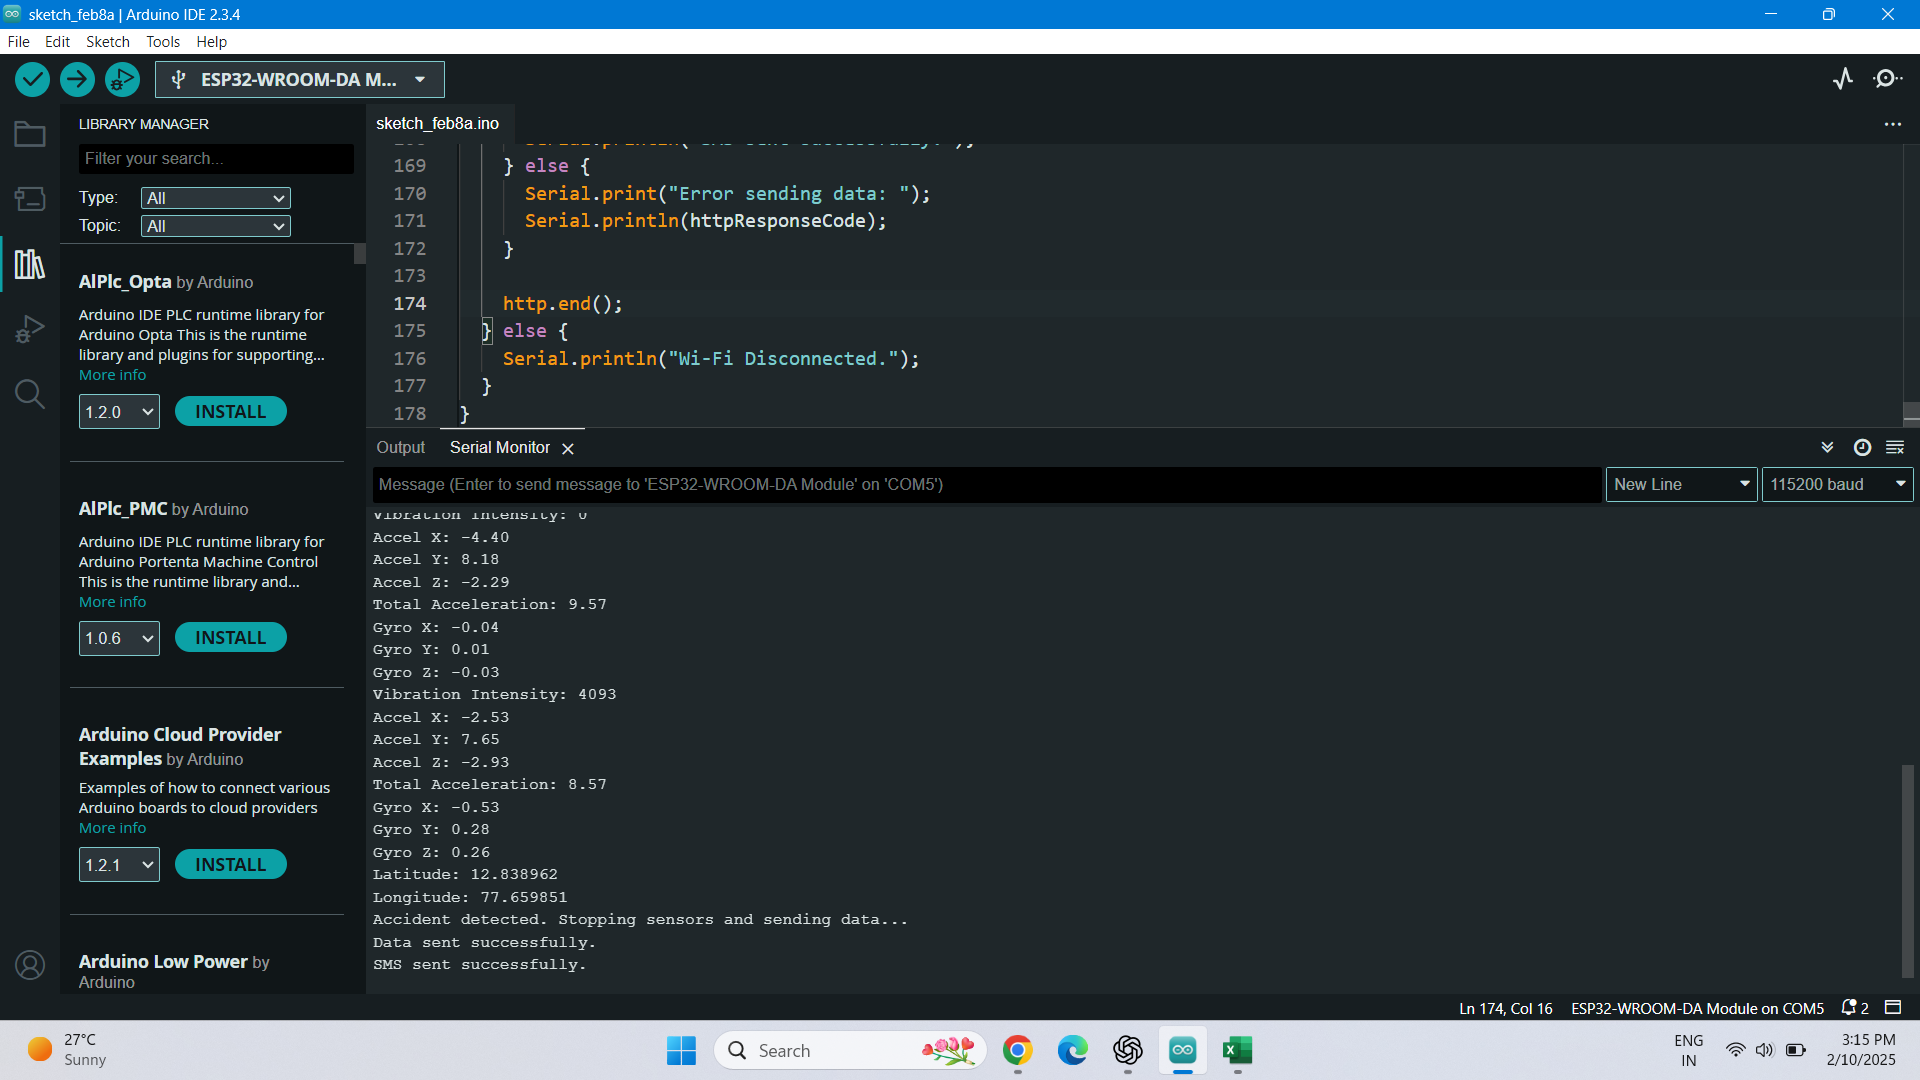 sketch_feb8a | Arduino IDE 2.3.4
File Edit Sketch Tools Help
ESP32-WROOM-DA M...
LIBRARY MANAGER
Filter your search...
Type: All
Topic: All
AlPlc_Opta by Arduino
Arduino IDE PLC runtime library for
Arduino Opta This is the runtime
library and plugins for supporting...
More info
1.2.0 INSTALL
AlPlc_PMC by Arduino
Arduino IDE PLC runtime library for
Arduino Portenta Machine Control
This is the runtime library and...
More info
1.0.6 INSTALL
Arduino Cloud Provider
Examples by Arduino
Examples of how to connect various
Arduino boards to cloud providers
More info
1.2.1 INSTALL
Arduino Low Power by
Arduino
sketch_feb8a.ino
169 } else {
170 Serial.print("Error sending data: ");
171 Serial.println(httpResponseCode);
172 }
173
174 http.end();
175 } else {
176 Serial.println("Wi-Fi Disconnected.");
177 }
178 }
Output Serial Monitor
Message (Enter to send message to 'ESP32-WROOM-DA Module' on 'COM5')
New Line 115200 baud
Vibration Intensity: 0
Accel X: -4.40
Accel Y: 8.18
Accel Z: -2.29
Total Acceleration: 9.57
Gyro X: -0.04
Gyro Y: 0.01
Gyro Z: -0.03
Vibration Intensity: 4093
Accel X: -2.53
Accel Y: 7.65
Accel Z: -2.93
Total Acceleration: 8.57
Gyro X: -0.53
Gyro Y: 0.28
Gyro Z: 0.26
Latitude: 12.838962
Longitude: 77.659851
Accident detected. Stopping sensors and sending data...
Data sent successfully.
SMS sent successfully.
Ln 174, Col 16 ESP32-WROOM-DA Module on COM5 2
27°C
Sunny
Search
ENG
IN
3:15 PM
2/10/2025